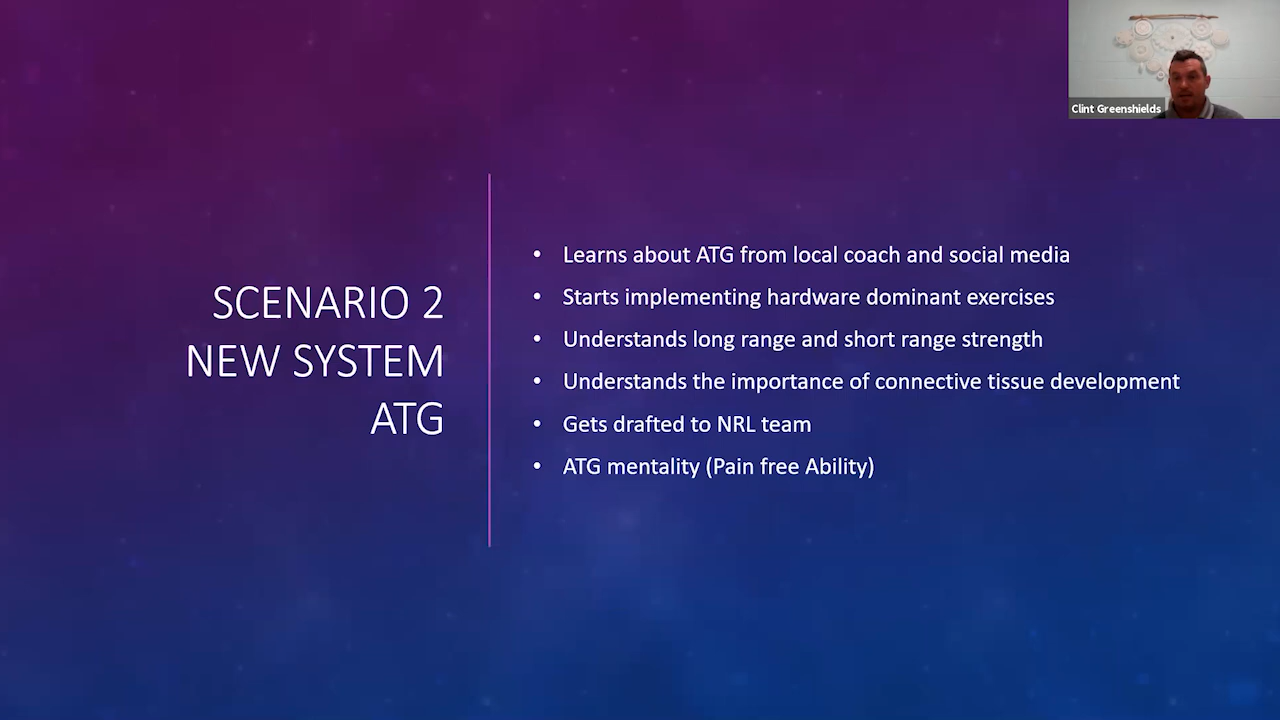 Clint Greenshields
SCENARIO 2
NEW SYSTEM
ATG
• Learns about ATG from local coach and social media
• Starts implementing hardware dominant exercises
• Understands long range and short range strength
• Understands the importance of connective tissue development
• Gets drafted to NRL team
• ATG mentality (Pain free Ability)